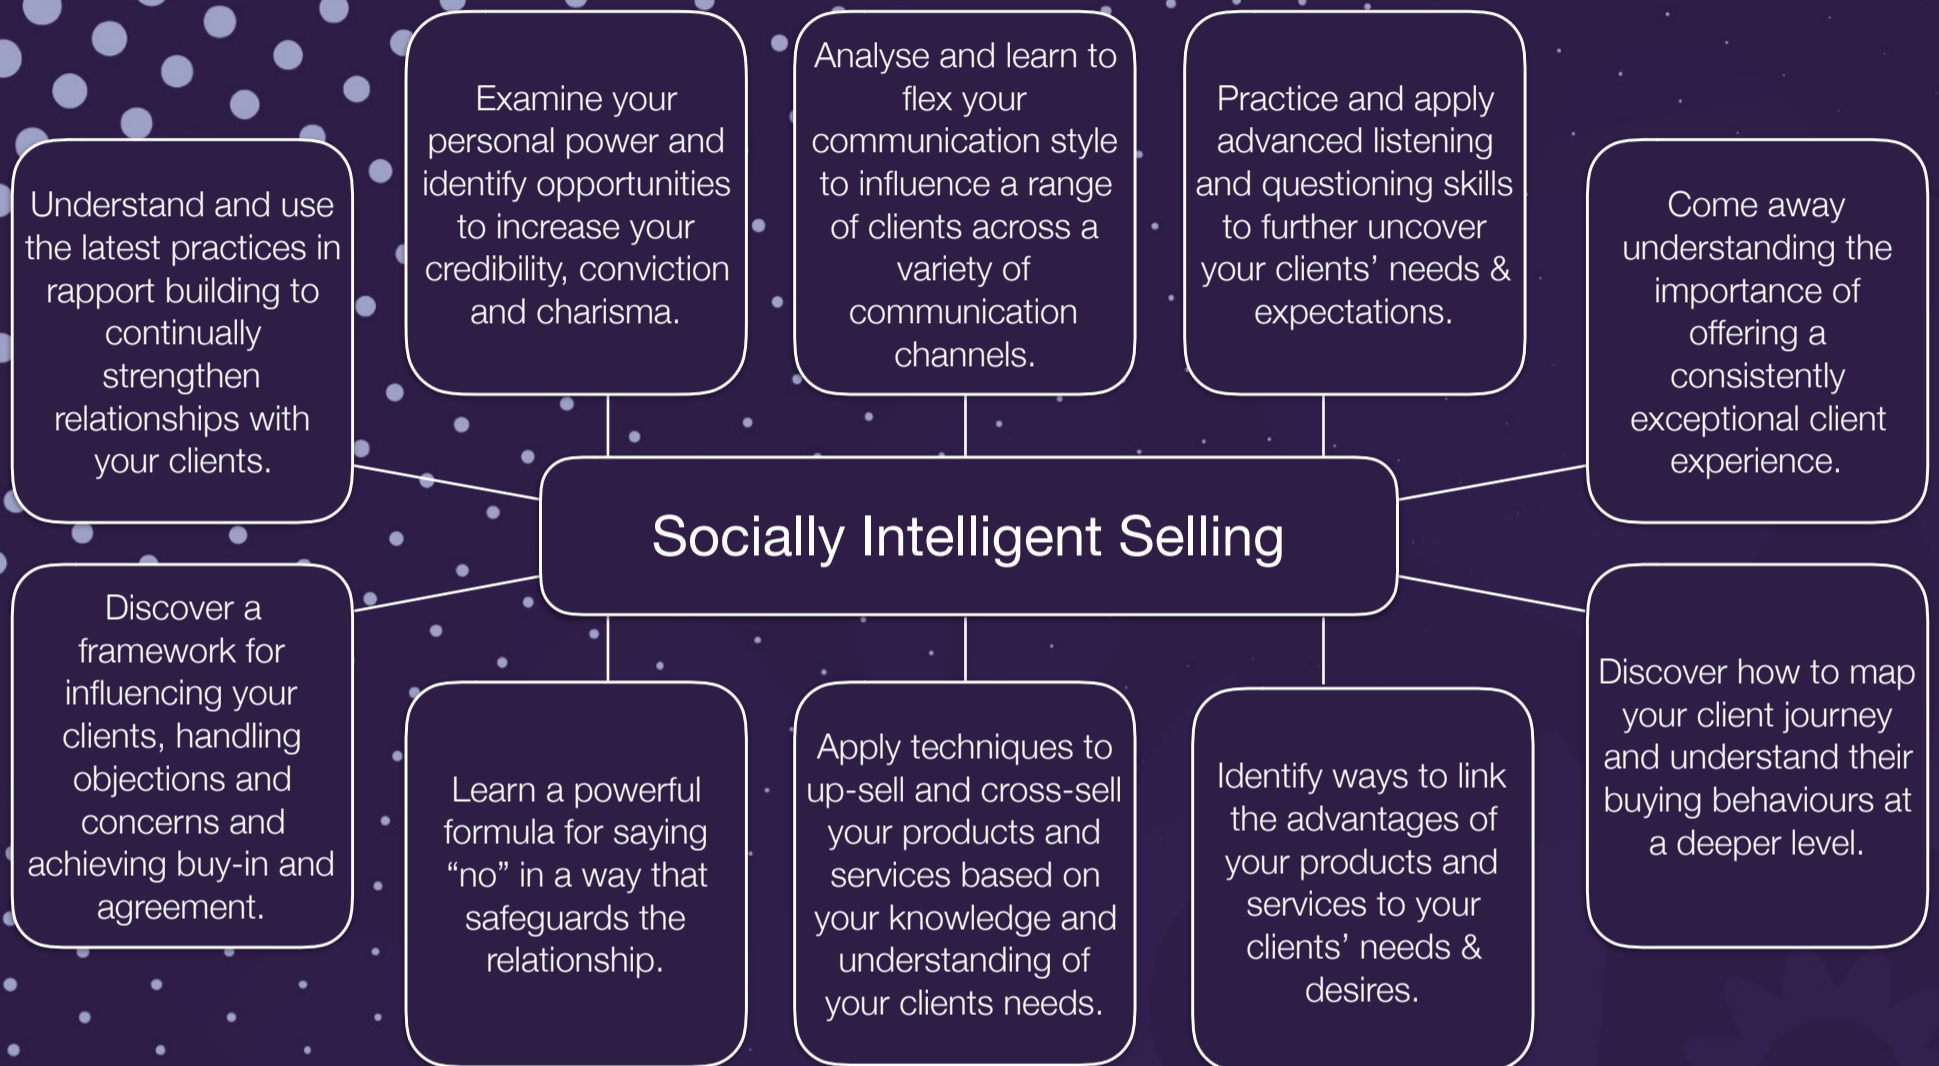 Understand and use
the latest practices in
rapport building to
continually
strengthen
relationships with
your clients.
Examine your
personal power and
identify opportunities
to increase your
credibility, conviction
and charisma.
Analyse and learn to
flex your
communication style
to influence a range
of clients across a
variety of
communication
channels.
Practice and apply
advanced listening
and questioning skills
to further uncover
your clients’ needs &
expectations.
Come away
understanding the
importance of
offering a
consistently
exceptional client
experience.
Socially Intelligent Selling
Discover a
framework for
influencing your
clients, handling
objections and
concerns and
achieving buy-in and
agreement.
Learn a powerful
formula for saying
“no” in a way that
safeguards the
relationship.
Apply techniques to
up-sell and cross-sell
your products and
services based on
your knowledge and
understanding of
your clients needs.
Identify ways to link
the advantages of
your products and
services to your
clients’ needs &
desires.
Discover how to map
your client journey
and understand their
buying behaviours at
a deeper level.